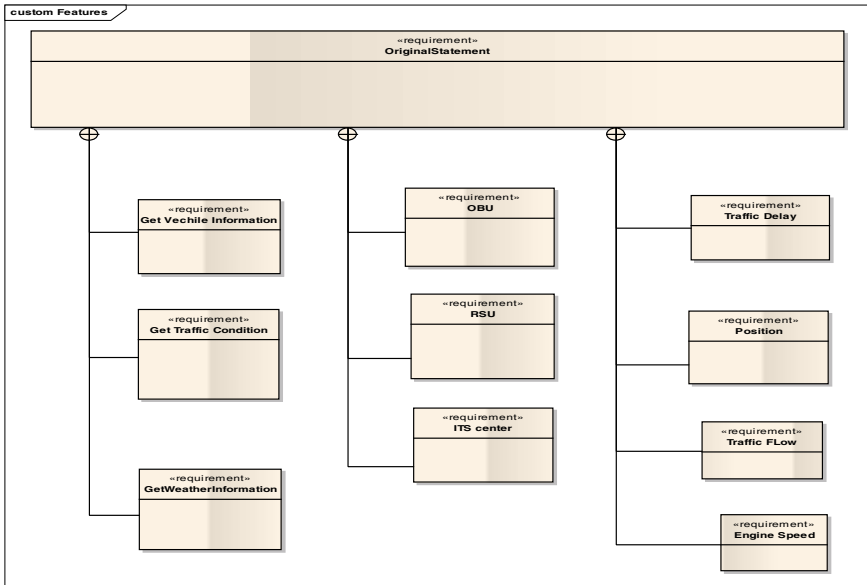 custom Features
«requirement»
OriginalStatement
«requirement»
Get Vechile Information
«requirement»
Get Traffic Condition
«requirement»
GetWeatherInformation
«requirement»
OBU
«requirement»
RSU
«requirement»
ITS center
«requirement»
Traffic Delay
«requirement»
Position
«requirement»
Traffic FLow
«requirement»
Engine Speed